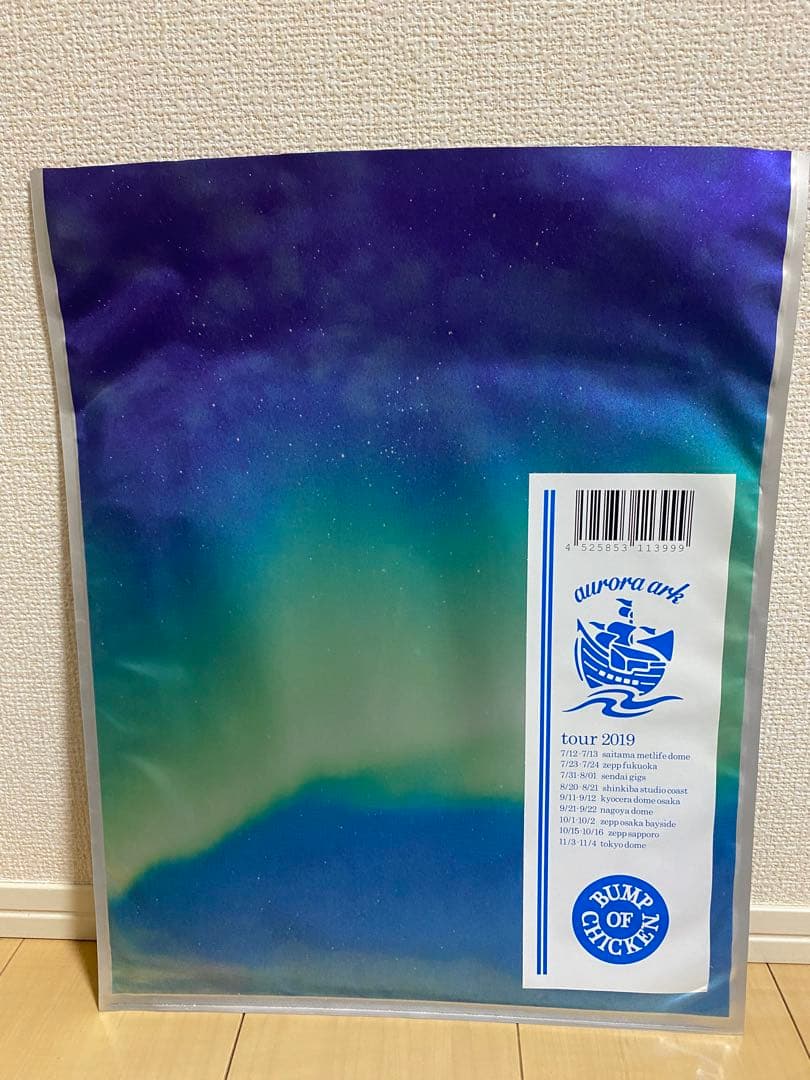 4 525853 113999
aurora ark
tour 2019
7/12-7/13 saitama metlife dome
7/23-7/24 zepp fukuoka
7/31-8/01 sendai gigs
8/20-8/21 shinkiba studio coast
9/11-9/12 kyocera dome osaka
9/21-9/22 nagoya dome
10/1-10/2 zepp osaka bayside
10/15-10/16 zepp sapporo
11/3-11/4 tokyo dome
BUMP
OF
CHICKEN